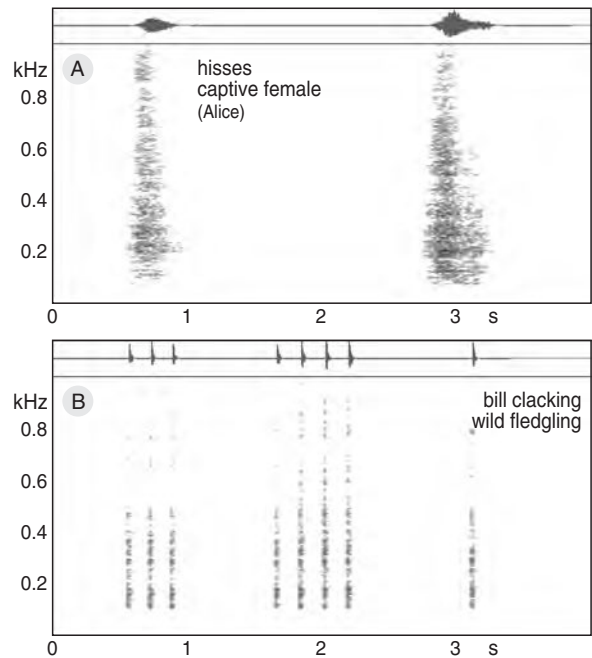 kHz
A
hisses
captive female
(Alice)
0.8
0.6
0.4
0.2
0 1 2 3 s
kHz
B
bill clacking
wild fledgling
0.8
0.6
0.4
0.2
0 1 2 3 s